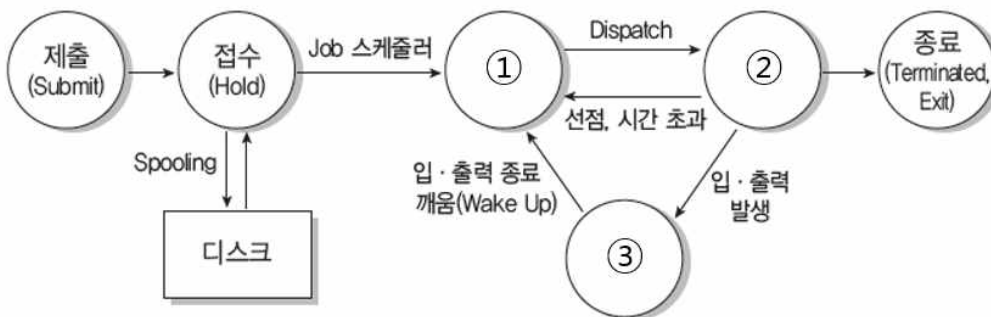 제출
(Submit)
접수
(Hold)
Job 스케줄러
①
Dispatch
②
종료
(Terminated,
Exit)
선점, 시간 초과
Spooling
입 · 출력 종료
깨움(Wake Up)
입 · 출력
발생
디스크
③